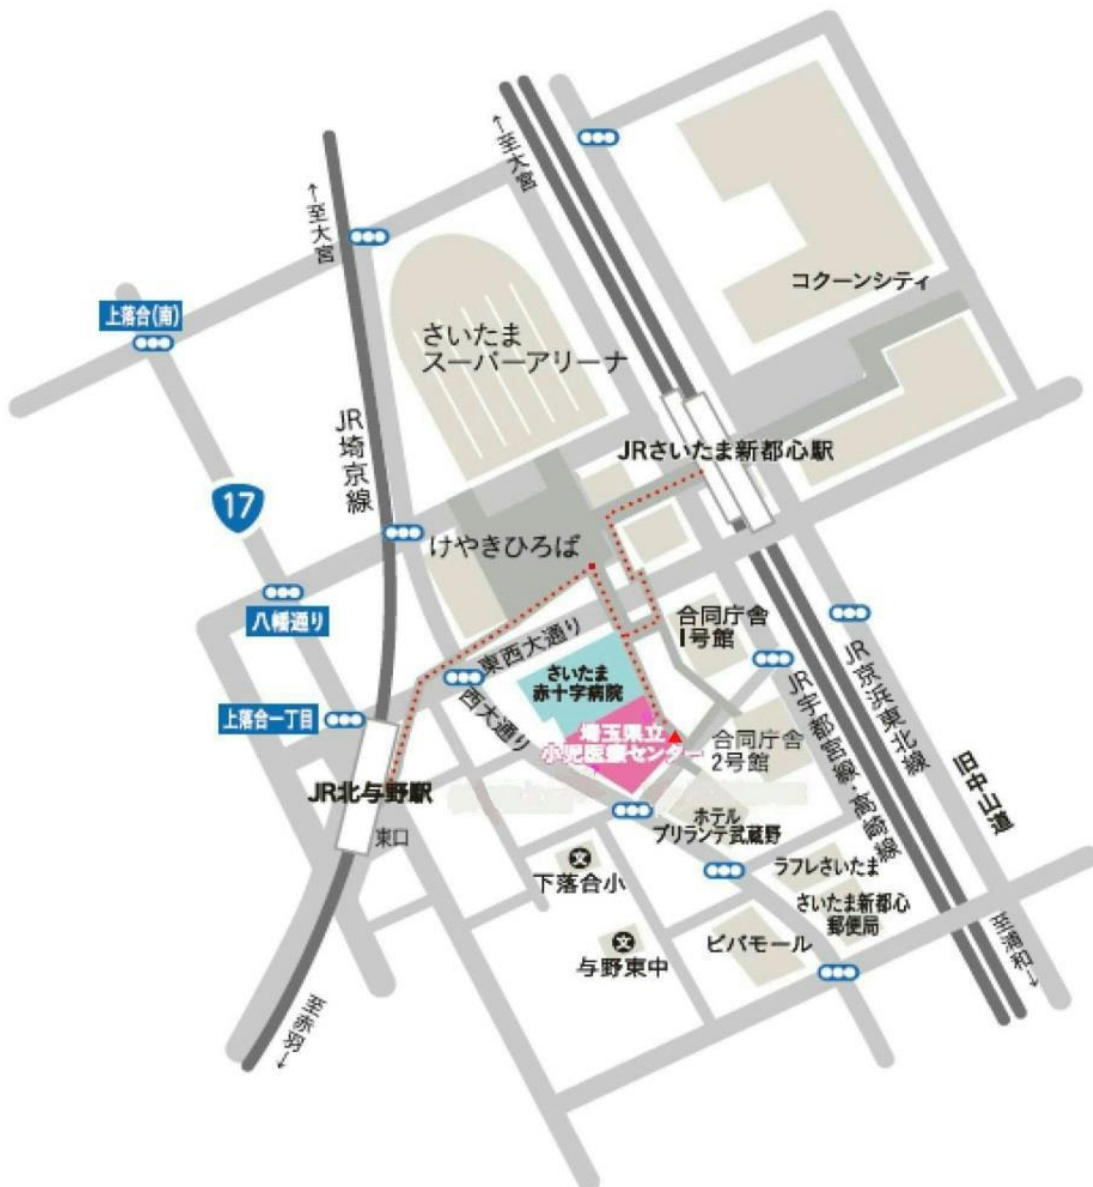 ←至大宮
←至大宮
コクーンシティ
上落合(南)
さいたま
スーパーアリーナ
JR埼京線
JRさいたま新都心駅
17
けやきひろば
八幡通り
東西大通り
合同庁舎
1号館
さいたま
赤十字病院
西大通り
上落合一丁目
埼玉県立
小児医療センター
合同庁舎
2号館
JR京浜東北線
JR宇都宮線・高崎線
旧中山道
JR北与野駅
東口
ホテル
ブリランテ武蔵野
文
下落合小
ラフレさいたま
さいたま新都心
郵便局
文
与野東中
ビバモール
至浦和→
至赤羽→